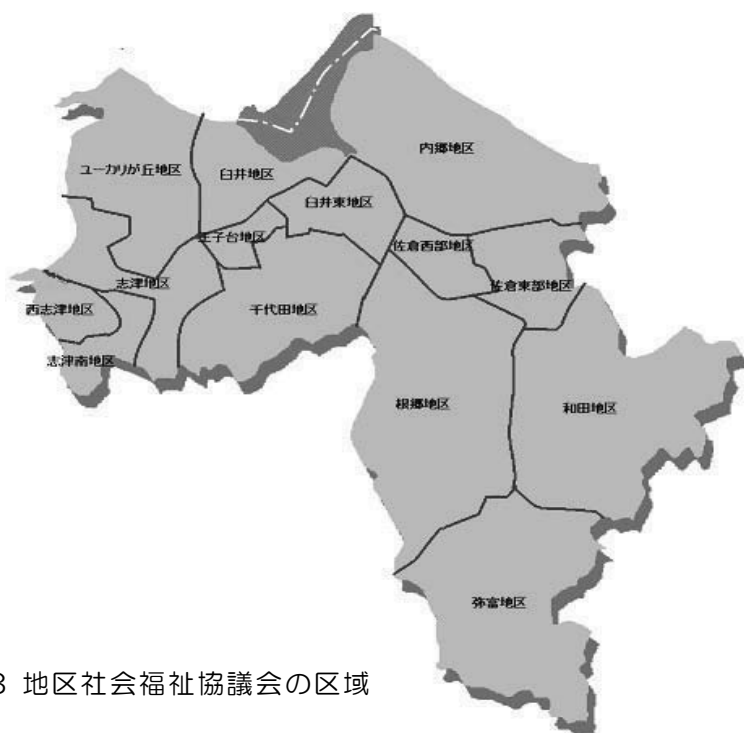 内郷地区
ユーカリが丘地区
臼井地区
臼井東地区
王子台地区
佐倉西部地区
志津地区
佐倉東部地区
西志津地区
千代田地区
志津南地区
根郷地区
和田地区
弥富地区
3 地区社会福祉協議会の区域